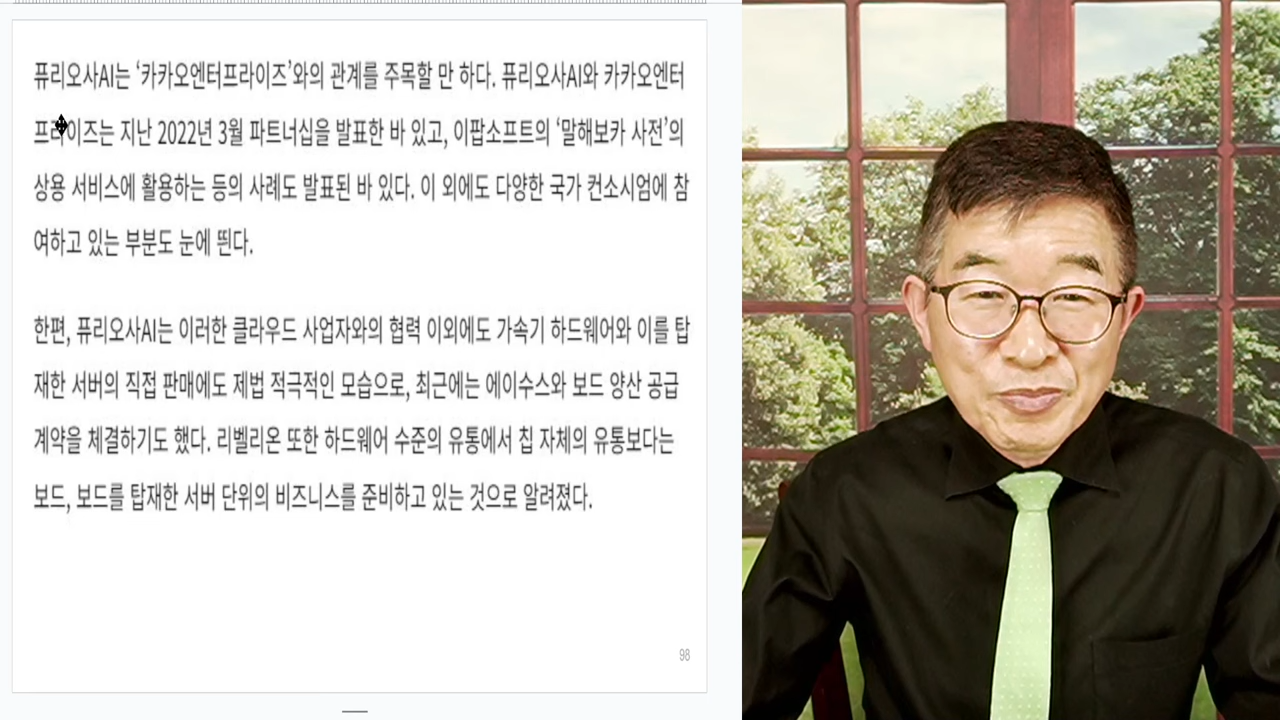 퓨리오사AI는 ‘카카오엔터프라이즈’와의 관계를 주목할 만 하다. 퓨리오사AI와 카카오엔터
프라이즈는 지난 2022년 3월 파트너십을 발표한 바 있고, 이팝소프트의 ‘말해보카 사전’의
상용 서비스에 활용하는 등의 사례도 발표된 바 있다. 이 외에도 다양한 국가 컨소시엄에 참
여하고 있는 부분도 눈에 띈다.
한편, 퓨리오사AI는 이러한 클라우드 사업자와의 협력 이외에도 가속기 하드웨어와 이를 탑
재한 서버의 직접 판매에도 제법 적극적인 모습으로, 최근에는 에이수스와 보드 양산 공급
계약을 체결하기도 했다. 리벨리온 또한 하드웨어 수준의 유통에서 칩 자체의 유통보다는
보드, 보드를 탑재한 서버 단위의 비즈니스를 준비하고 있는 것으로 알려졌다.
98